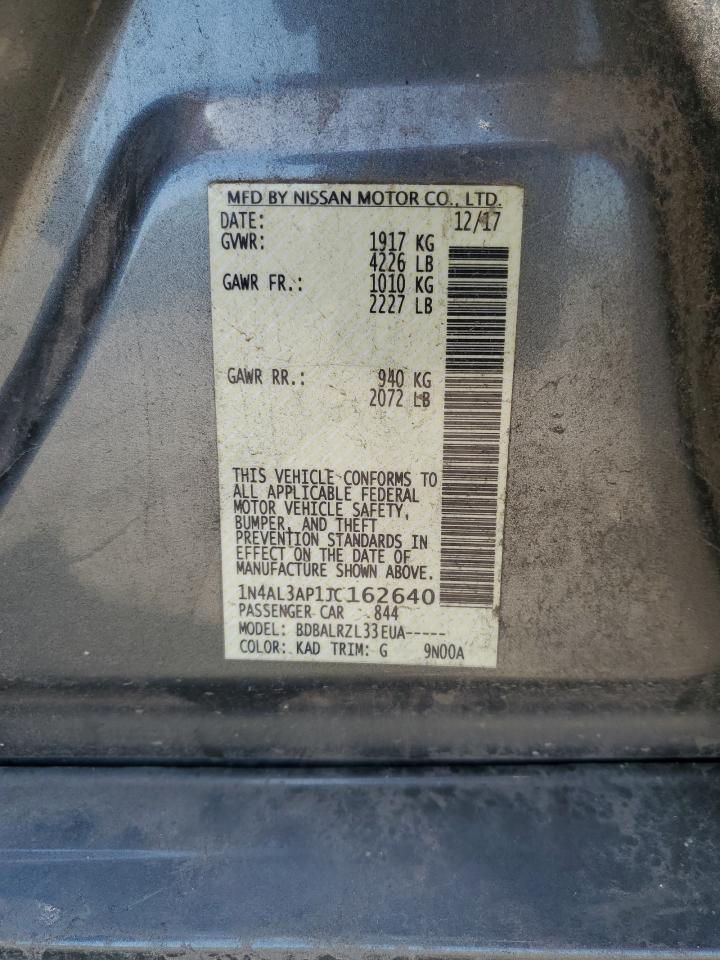 MFD BY NISSAN MOTOR CO., LTD.
DATE: 12/17
GVWR: 1917 KG
4226 LB
GAWR FR.: 1010 KG
2227 LB
GAWR RR.: 940 KG
2072 LB
THIS VEHICLE CONFORMS TO
ALL APPLICABLE FEDERAL
MOTOR VEHICLE SAFETY,
BUMPER, AND THEFT
PREVENTION STANDARDS IN
EFFECT ON THE DATE OF
MANUFACTURE SHOWN ABOVE.
1N4AL3AP1JC162640
PASSENGER CAR 844
MODEL: BDBALRZL33EUA-----
COLOR: KAD TRIM: G 9N00A